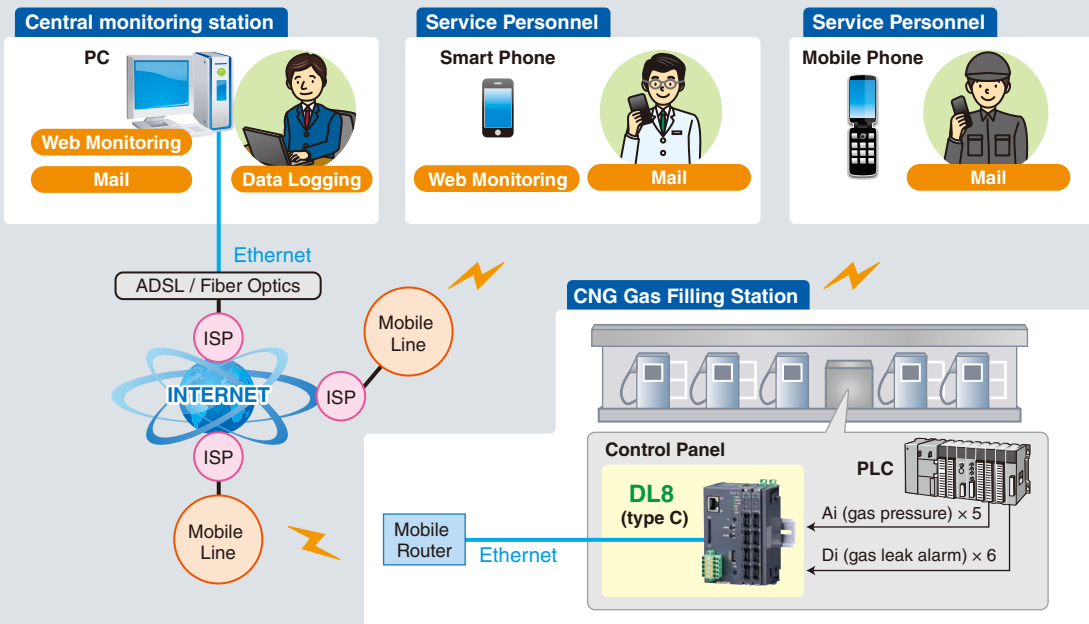 Central monitoring station
PC
Web Monitoring
Mail
Data Logging
Service Personnel
Smart Phone
Web Monitoring
Mail
Service Personnel
Mobile Phone
Mail
Ethernet
ADSL / Fiber Optics
ISP
Mobile
Line
INTERNET
ISP
ISP
Mobile
Line
CNG Gas Filling Station
Control Panel
PLC
DL8
(type C)
Ai (gas pressure) × 5
Di (gas leak alarm) × 6
Mobile
Router
Ethernet